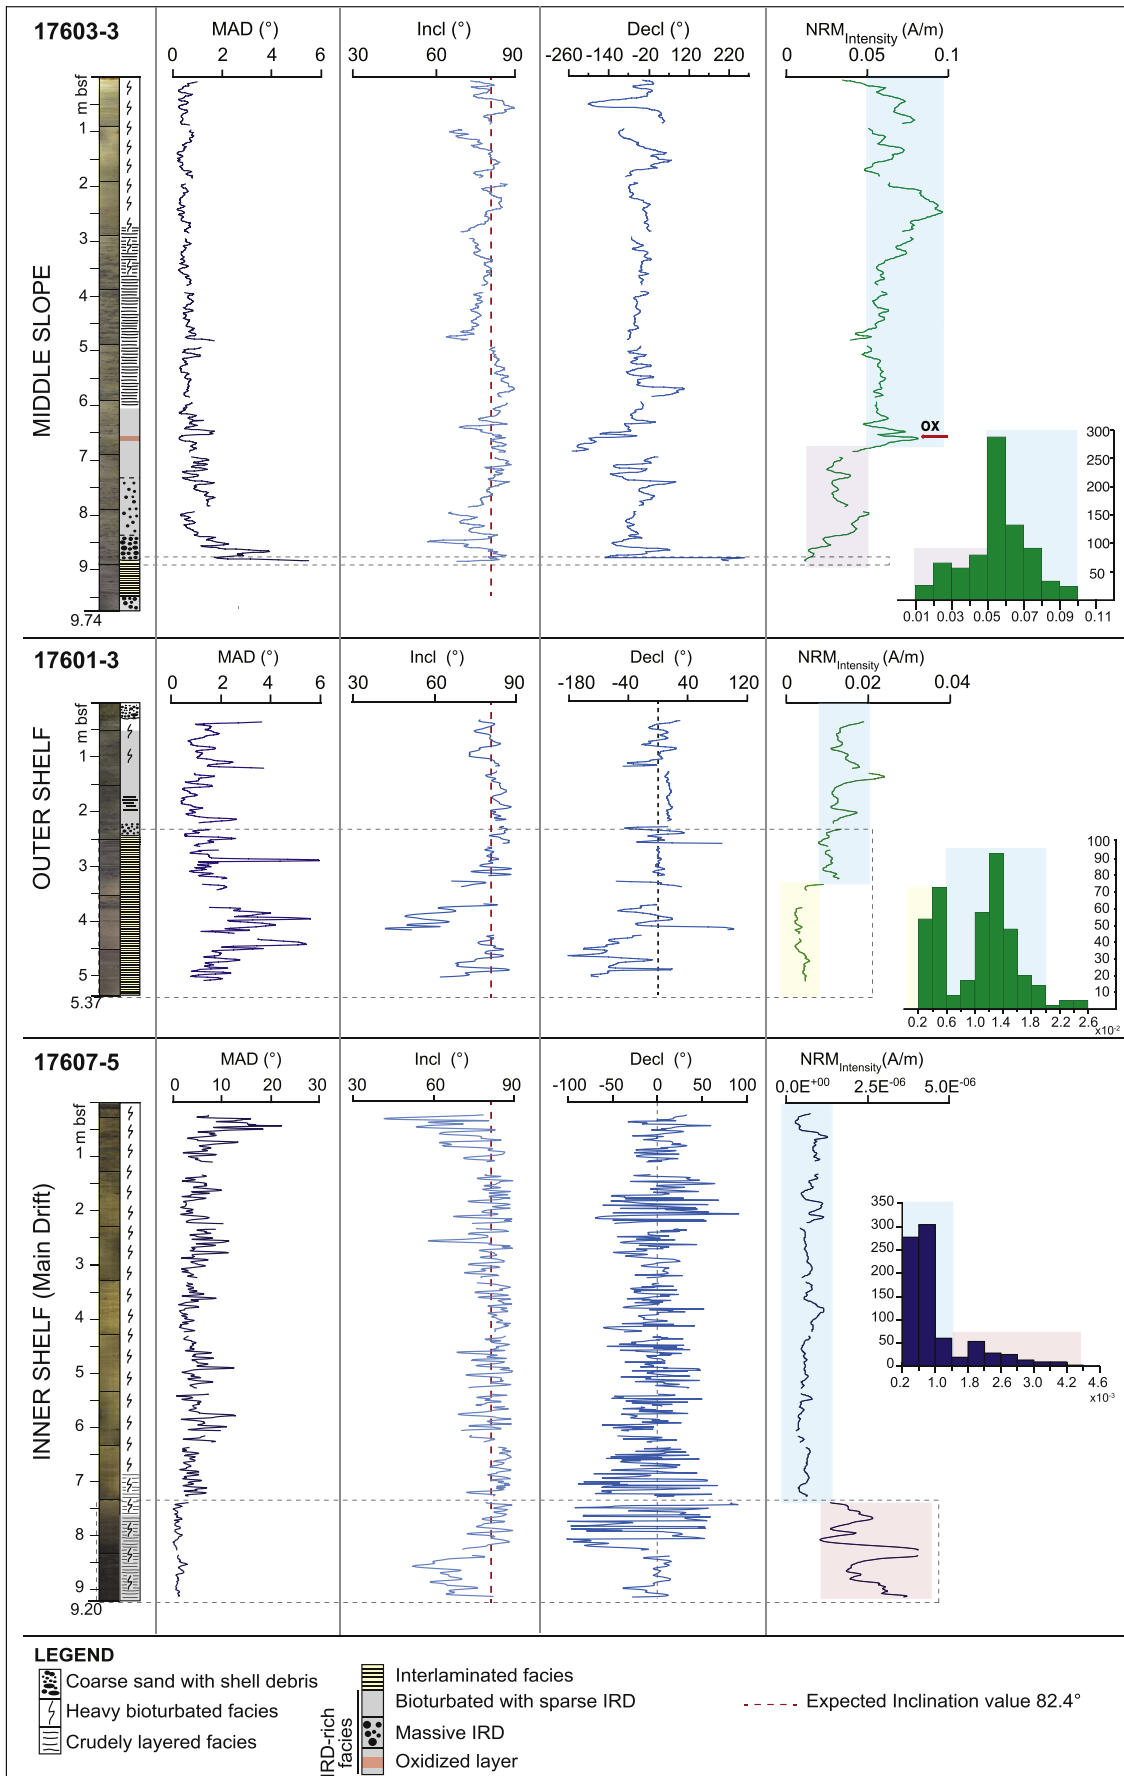 17603-3
MAD (°)
Incl (°)
Decl (°)
NRM Intensity (A/m)
0 2 4 6
30 60 90
-260 -140 -20 120 220
0 0.05 0.1
m bsf
1
2
3
4
5
6
7
8
9
9.74
MIDDLE SLOPE
ox
300
250
200
150
100
50
0.01 0.03 0.05 0.07 0.09 0.11
17601-3
MAD (°)
Incl (°)
Decl (°)
NRM Intensity (A/m)
0 2 4 6
30 60 90
-180 -40 40 120
0 0.02 0.04
m bsf
1
2
3
4
5
5.37
OUTER SHELF
100
90
80
70
60
50
40
30
20
10
0.2 0.6 1.0 1.4 2.2 2.6
x10⁻²
17607-5
MAD (°)
Incl (°)
Decl (°)
NRM Intensity (A/m)
0 10 20 30
30 60 90
-100 -50 0 50 100
0.0E+00 2.5E-06 5.0E-06
m bsf
1
2
3
4
5
6
7
8
9
9.20
INNER SHELF (Main Drift)
350
300
250
200
150
100
50
0
0.2 1.0 1.8 2.6 3.0 4.2 4.6
x10⁻³
LEGEND
Coarse sand with shell debris
Heavy bioturbated facies
Crudely layered facies
IRD-rich
facies
Interlaminated facies
Bioturbated with sparse IRD
Massive IRD
Oxidized layer
Expected Inclination value 82.4°